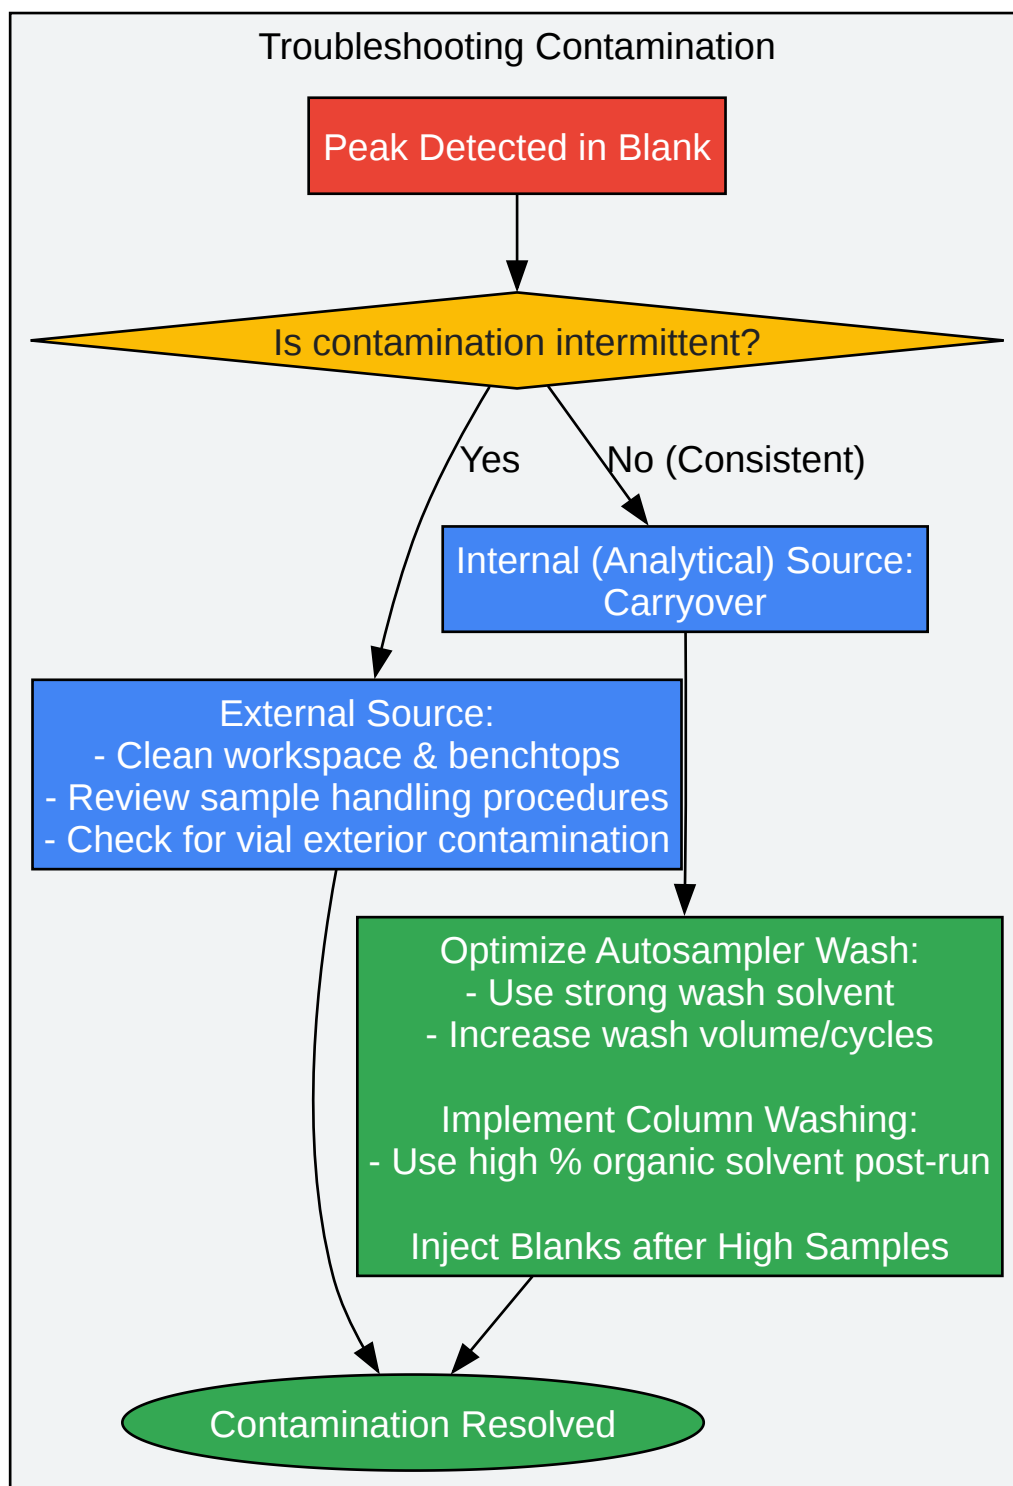 Troubleshooting Contamination
Peak Detected in Blank
Is contamination intermittent?
Yes
No (Consistent)
Internal (Analytical) Source:
Carryover
External Source:
- Clean workspace & benchtops
- Review sample handling procedures
- Check for vial exterior contamination
Optimize Autosampler Wash:
- Use strong wash solvent
- Increase wash volume/cycles
Implement Column Washing:
- Use high % organic solvent post-run
Inject Blanks after High Samples
Contamination Resolved